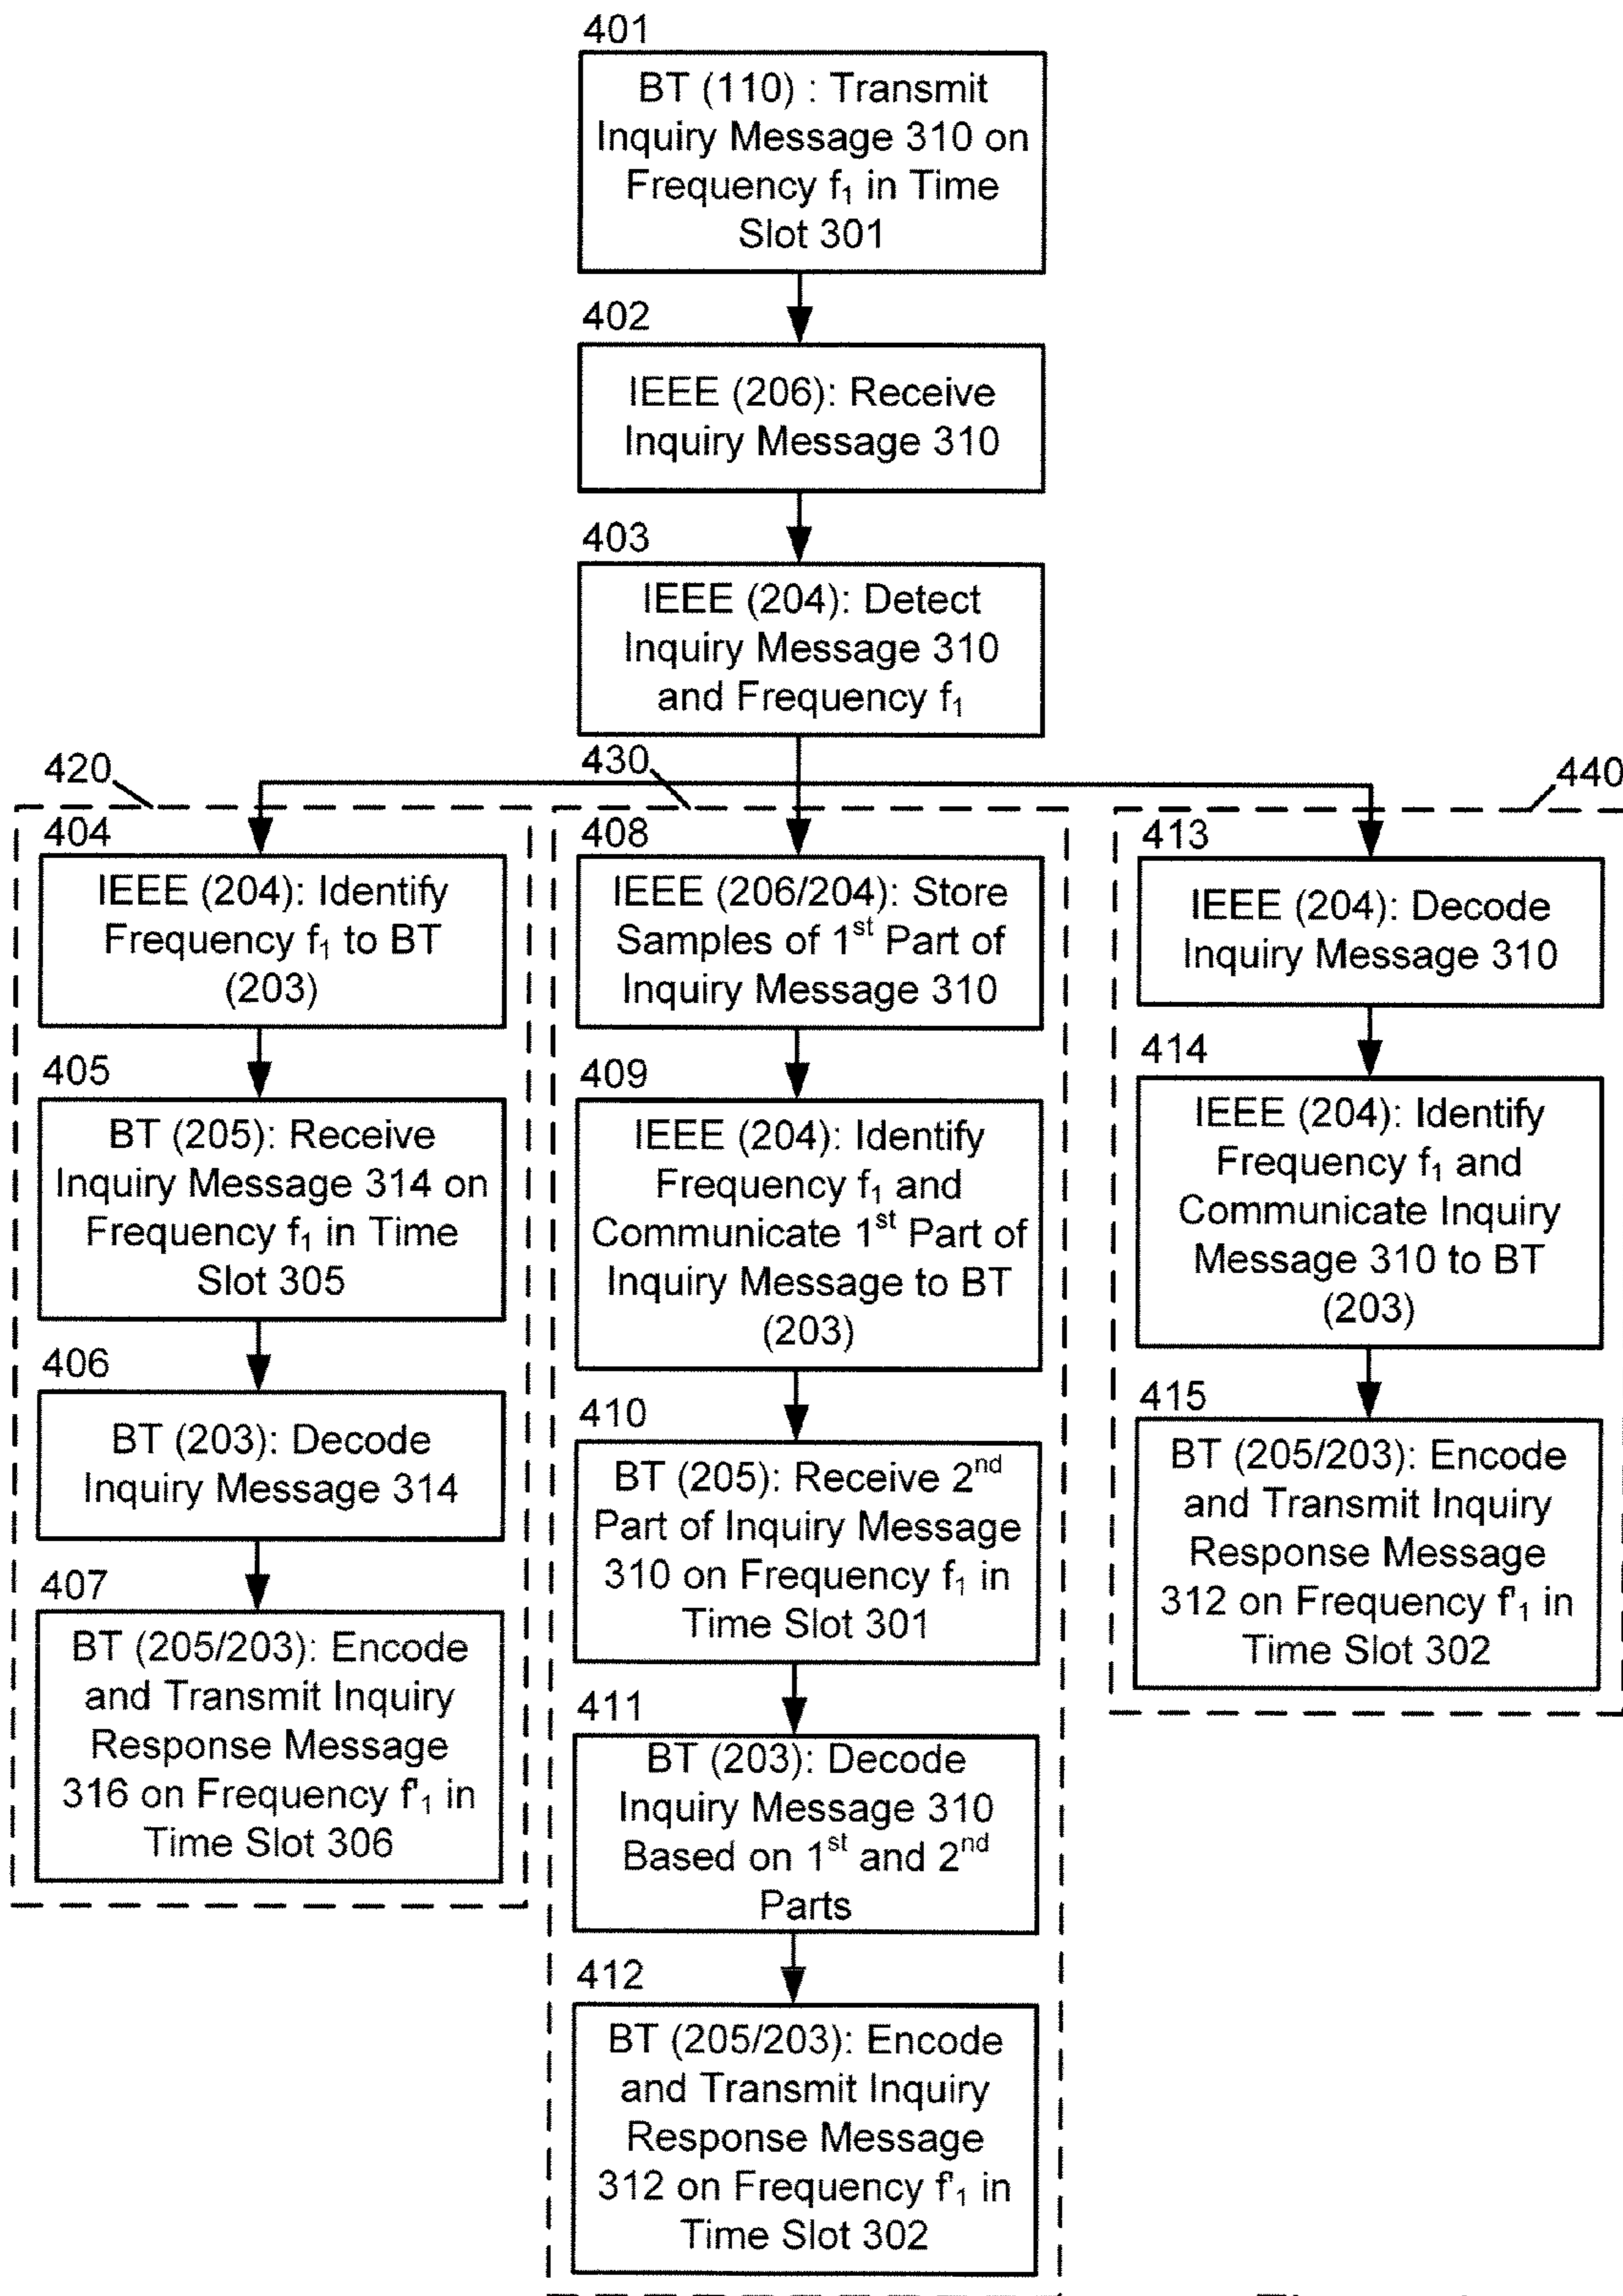 401
BT (110) : Transmit
Inquiry Message 310 on
Frequency f₁ in Time
Slot 301
402
IEEE (206): Receive
Inquiry Message 310
403
IEEE (204): Detect
Inquiry Message 310
and Frequency f₁
420
404
IEEE (204): Identify
Frequency f₁ to BT
(203)
405
BT (205): Receive
Inquiry Message 314 on
Frequency f₁ in Time
Slot 305
406
BT (203): Decode
Inquiry Message 314
407
BT (205/203): Encode
and Transmit Inquiry
Response Message
316 on Frequency f'₁ in
Time Slot 306
430
408
IEEE (206/204): Store
Samples of 1st Part of
Inquiry Message 310
409
IEEE (204): Identify
Frequency f₁ and
Communicate 1st Part of
Inquiry Message to BT
(203)
410
BT (205): Receive 2nd
Part of Inquiry Message
310 on Frequency f₁ in
Time Slot 301
411
BT (203): Decode
Inquiry Message 310
Based on 1st and 2nd
Parts
412
BT (205/203): Encode
and Transmit Inquiry
Response Message
312 on Frequency f'₁ in
Time Slot 302
440
413
IEEE (204): Decode
Inquiry Message 310
414
IEEE (204): Identify
Frequency f₁ and
Communicate Inquiry
Message 310 to BT
(203)
415
BT (205/203): Encode
and Transmit Inquiry
Response Message
312 on Frequency f'₁ in
Time Slot 302